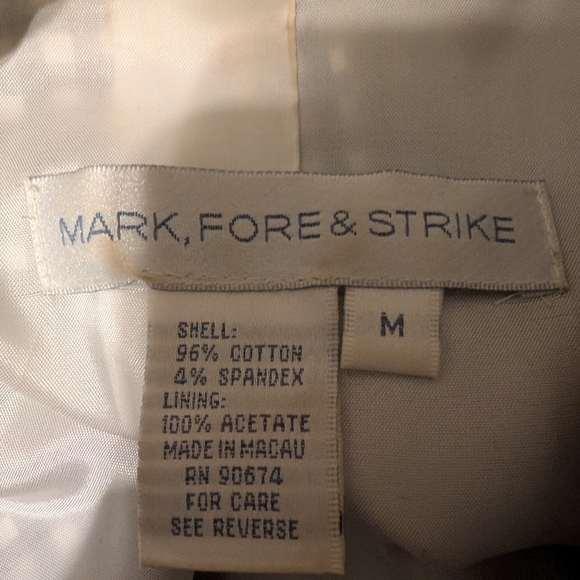 MARK, FORE & STRIKE
M
SHELL:
96% COTTON
4% SPANDEX
LINING:
100% ACETATE
MADE IN MACAU
RN 90674
FOR CARE
SEE REVERSE